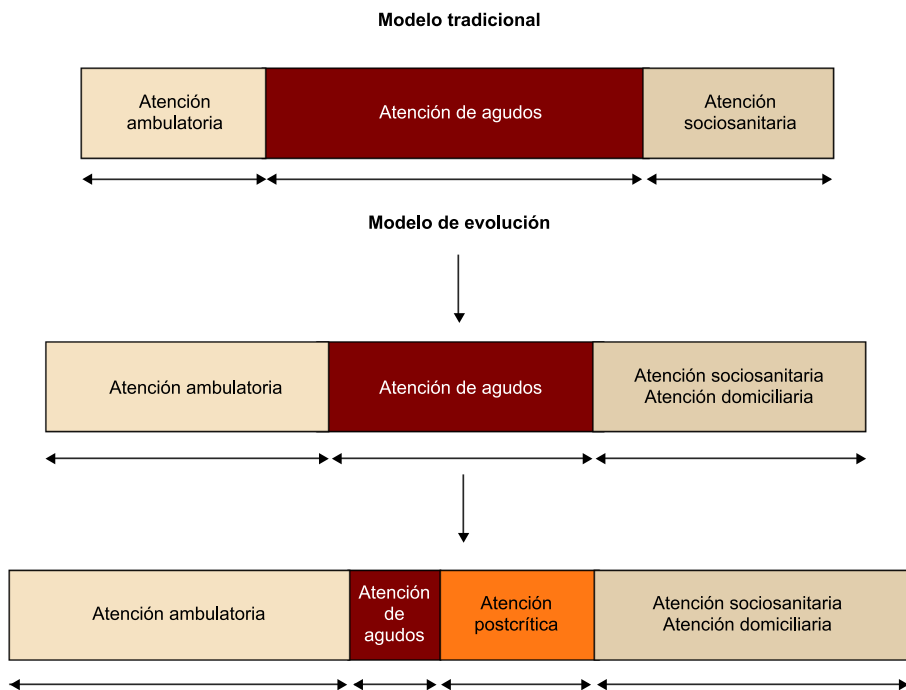 Modelo tradicional
Atención
ambulatoria
Atención de agudos
Atención
sociosanitaria
Modelo de evolución
Atención ambulatoria
Atención de agudos
Atención sociosanitaria
Atención domiciliaria
Atención ambulatoria
Atención
de
agudos
Atención
postcrítica
Atención sociosanitaria
Atención domiciliaria